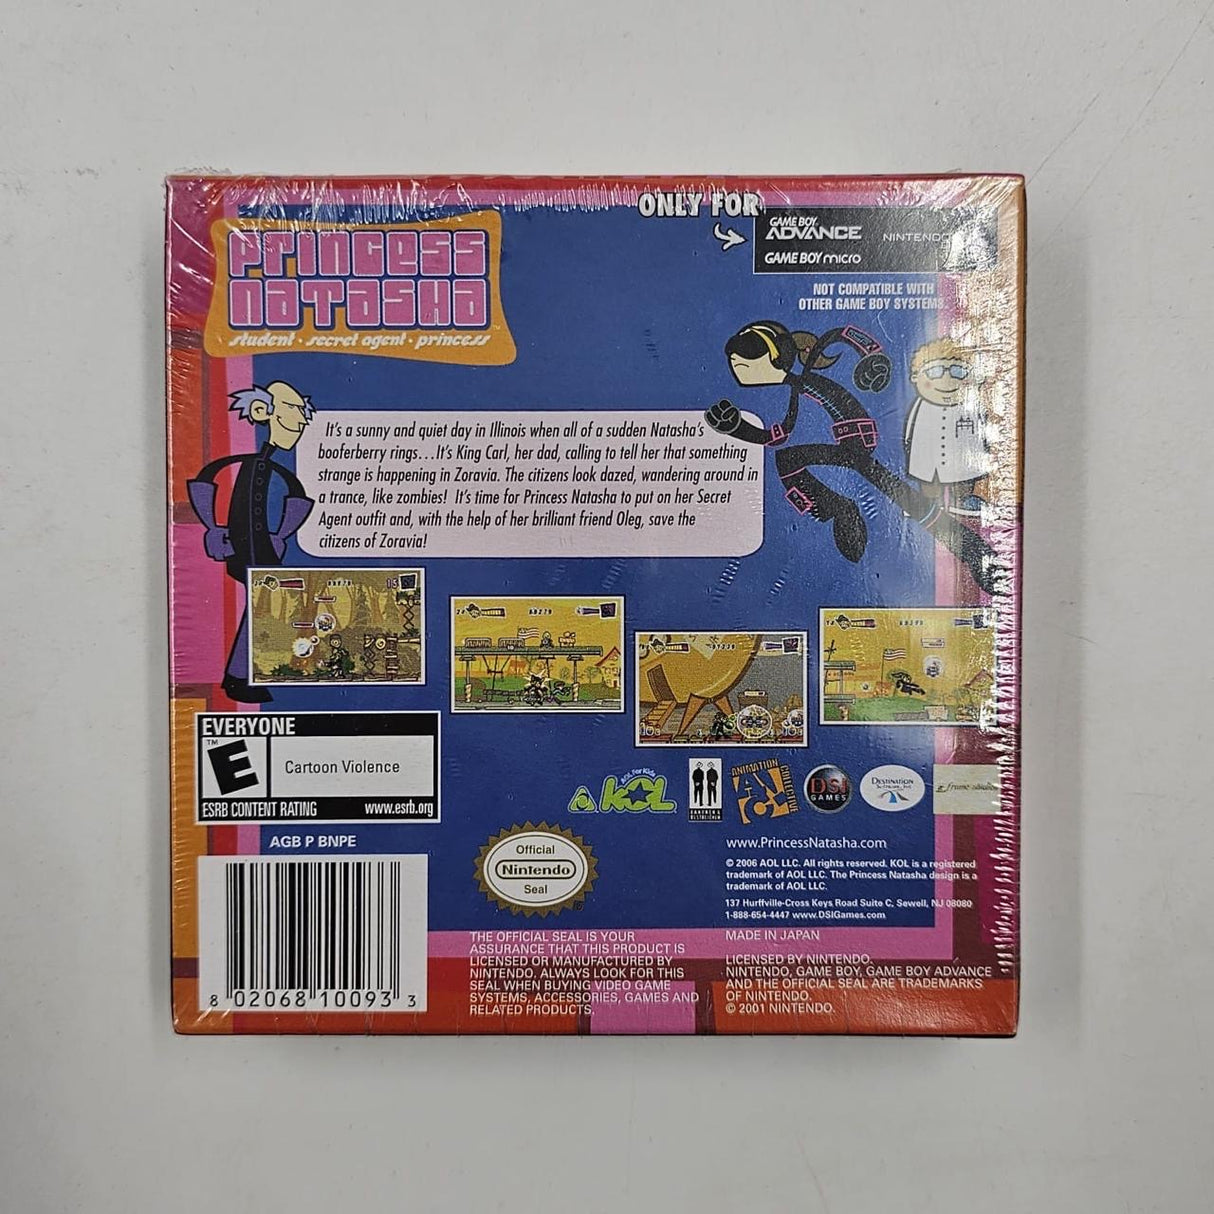 ONLY FOR
GAME BOY
ADVANCE
NINTENDO
GAME BOY micro
NOT COMPATIBLE WITH
OTHER GAME BOY SYSTEMS.
PRINCESS
NATASHA
student · secret agent · princess
It's a sunny and quiet day in Illinois when all of a sudden Natasha's
booferberry rings...It's King Carl, her dad, calling to tell her that something
strange is happening in Zoravia. The citizens look dazed, wandering around in
a trance, like zombies! It's time for Princess Natasha to put on her Secret
Agent outfit and, with the help of her brilliant friend Oleg, save the
citizens of Zoravia!
EVERYONE
E
TM
Cartoon Violence
ESRB CONTENT RATING www.esrb.org
AOL For Kids
KOL
ANIMATION
COLLECTIVE
AC
DSI
GAMES
DESTINATION
AGB P BNPE
8 02068 10093 3
Official
Nintendo
Seal
THE OFFICIAL SEAL IS YOUR
ASSURANCE THAT THIS PRODUCT IS
LICENSED OR MANUFACTURED BY
NINTENDO. ALWAYS LOOK FOR THIS
SEAL WHEN BUYING VIDEO GAME
SYSTEMS, ACCESSORIES, GAMES AND
RELATED PRODUCTS.
www.PrincessNatasha.com
© 2006 AOL LLC. All rights reserved. KOL is a registered
trademark of AOL LLC. The Princess Natasha design is a
trademark of AOL LLC.
137 Hurffville-Cross Keys Road Suite C, Sewell, NJ 08080
1-888-654-4447 www.DSIGames.com
MADE IN JAPAN
LICENSED BY NINTENDO.
NINTENDO, GAME BOY, GAME BOY ADVANCE
AND THE OFFICIAL SEAL ARE TRADEMARKS
OF NINTENDO.
© 2001 NINTENDO.